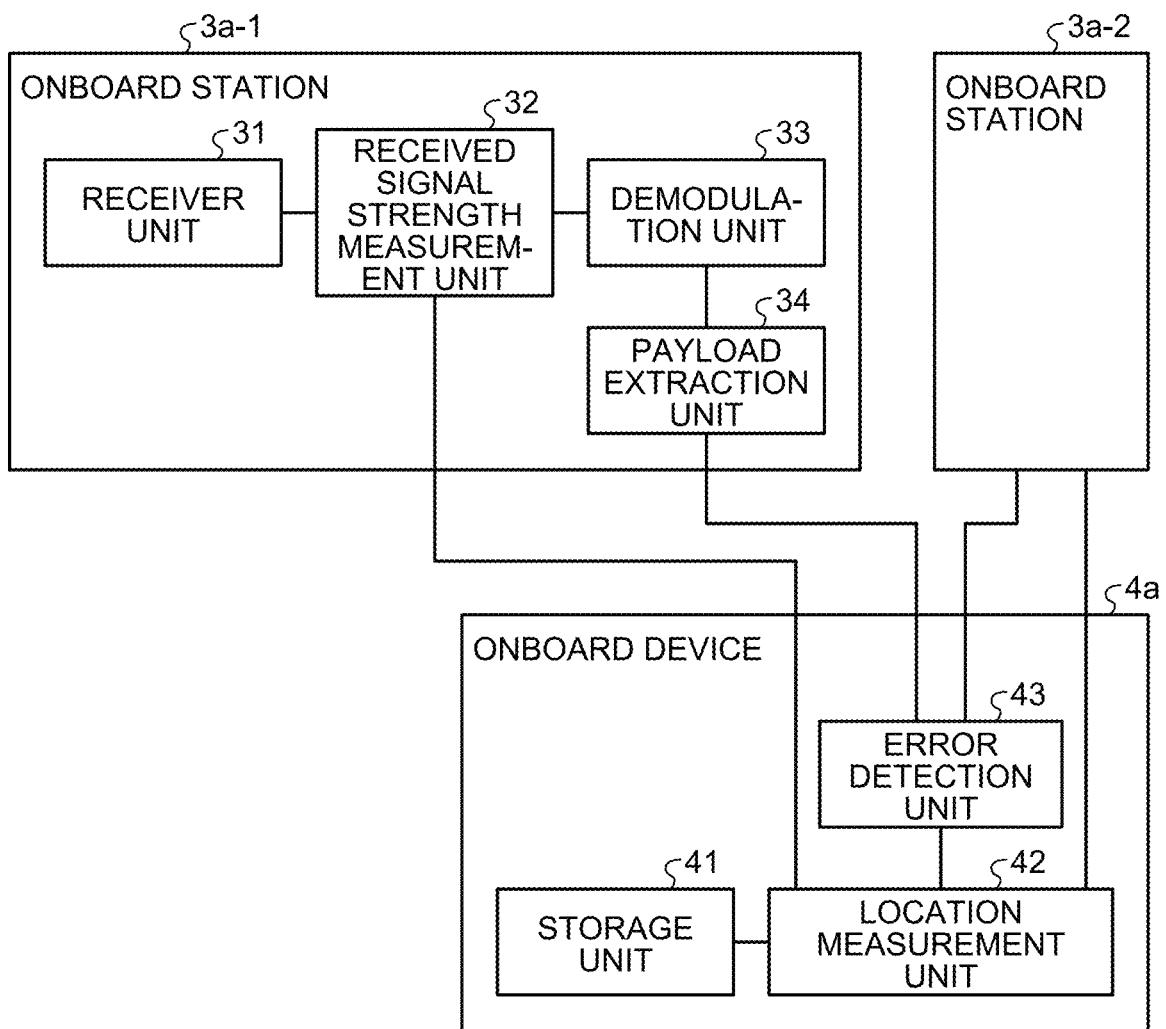 3a-1
3a-2
ONBOARD STATION
ONBOARD
STATION
31
RECEIVER
UNIT
32
RECEIVED
SIGNAL
STRENGTH
MEASUREM-
ENT UNIT
33
DEMODULA-
TION UNIT
34
PAYLOAD
EXTRACTION
UNIT
4a
ONBOARD DEVICE
43
ERROR
DETECTION
UNIT
41
STORAGE
UNIT
42
LOCATION
MEASUREMENT
UNIT